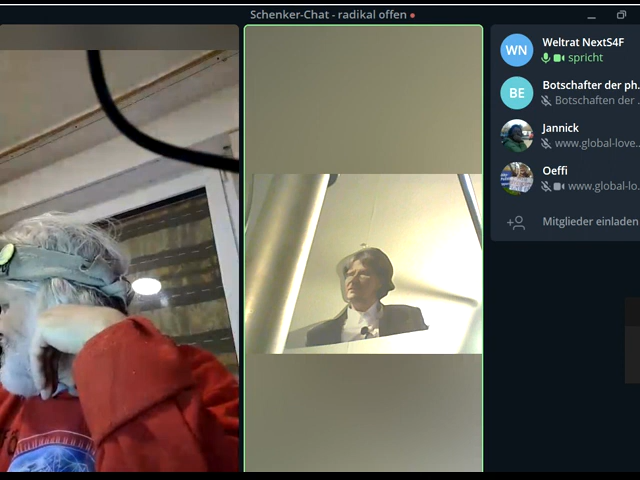 Schenker-Chat - radikal offen
WN
Weltrat NextS4F
spricht
BE
Botschafter der ph..
Botschaften der ..
Jannick
www.global-love..
Oeffi
www.global-lo..
Mitglieder einladen